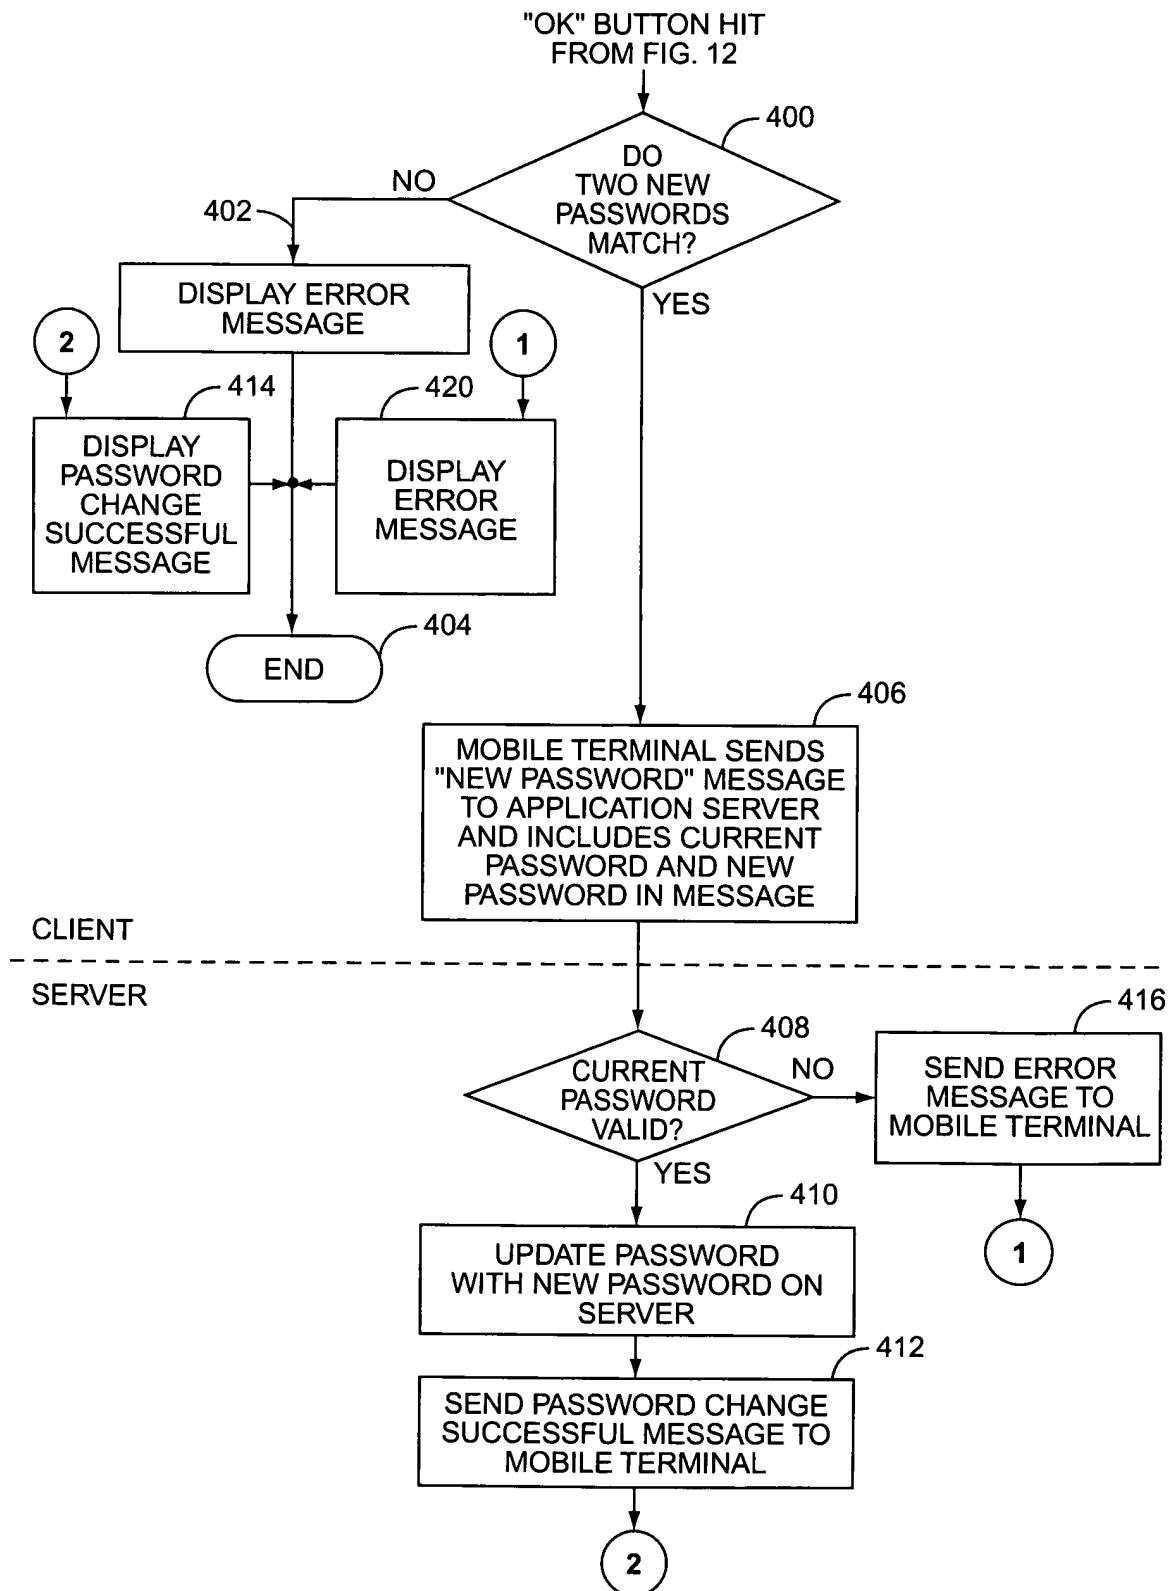 "OK" BUTTON HIT
FROM FIG. 12
400
DO
TWO NEW
PASSWORDS
MATCH?
NO
402
YES
DISPLAY ERROR
MESSAGE
2
1
414
420
DISPLAY
PASSWORD
CHANGE
SUCCESSFUL
MESSAGE
DISPLAY
ERROR
MESSAGE
404
END
406
MOBILE TERMINAL SENDS
"NEW PASSWORD" MESSAGE
TO APPLICATION SERVER
AND INCLUDES CURRENT
PASSWORD AND NEW
PASSWORD IN MESSAGE
CLIENT
SERVER
408
CURRENT
PASSWORD
VALID?
NO
416
SEND ERROR
MESSAGE TO
MOBILE TERMINAL
1
YES
410
UPDATE PASSWORD
WITH NEW PASSWORD ON
SERVER
412
SEND PASSWORD CHANGE
SUCCESSFUL MESSAGE TO
MOBILE TERMINAL
2